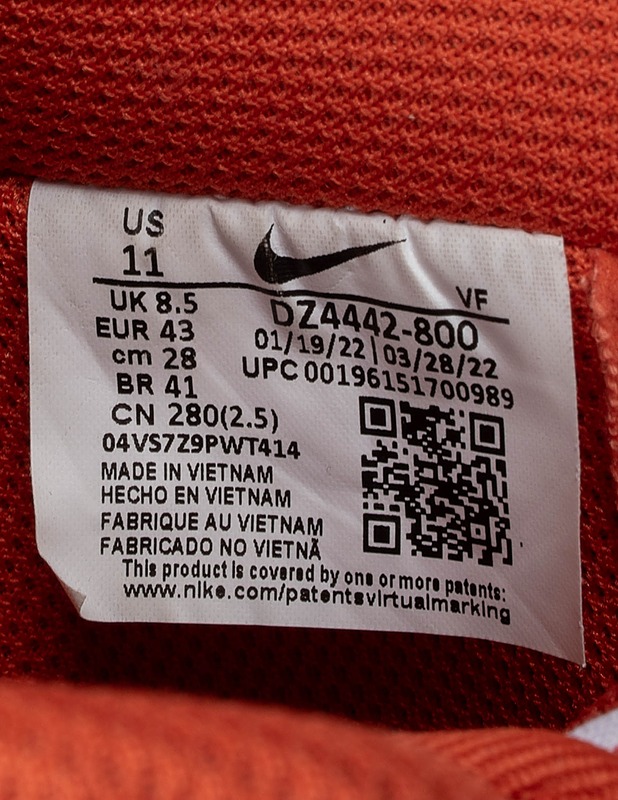 US
11
VF
UK 8.5
DZ4442-800
EUR 43
01/19/22 | 03/28/22
cm 28
UPC 00196151700989
BR 41
CN 280(2.5)
04VS7Z9PWT414
MADE IN VIETNAM
HECHO EN VIETNAM
FABRIQUE AU VIETNAM
FABRICADO NO VIETNÃ
This product is covered by one or more patents:
www.nike.com/patentsvirtualmarking